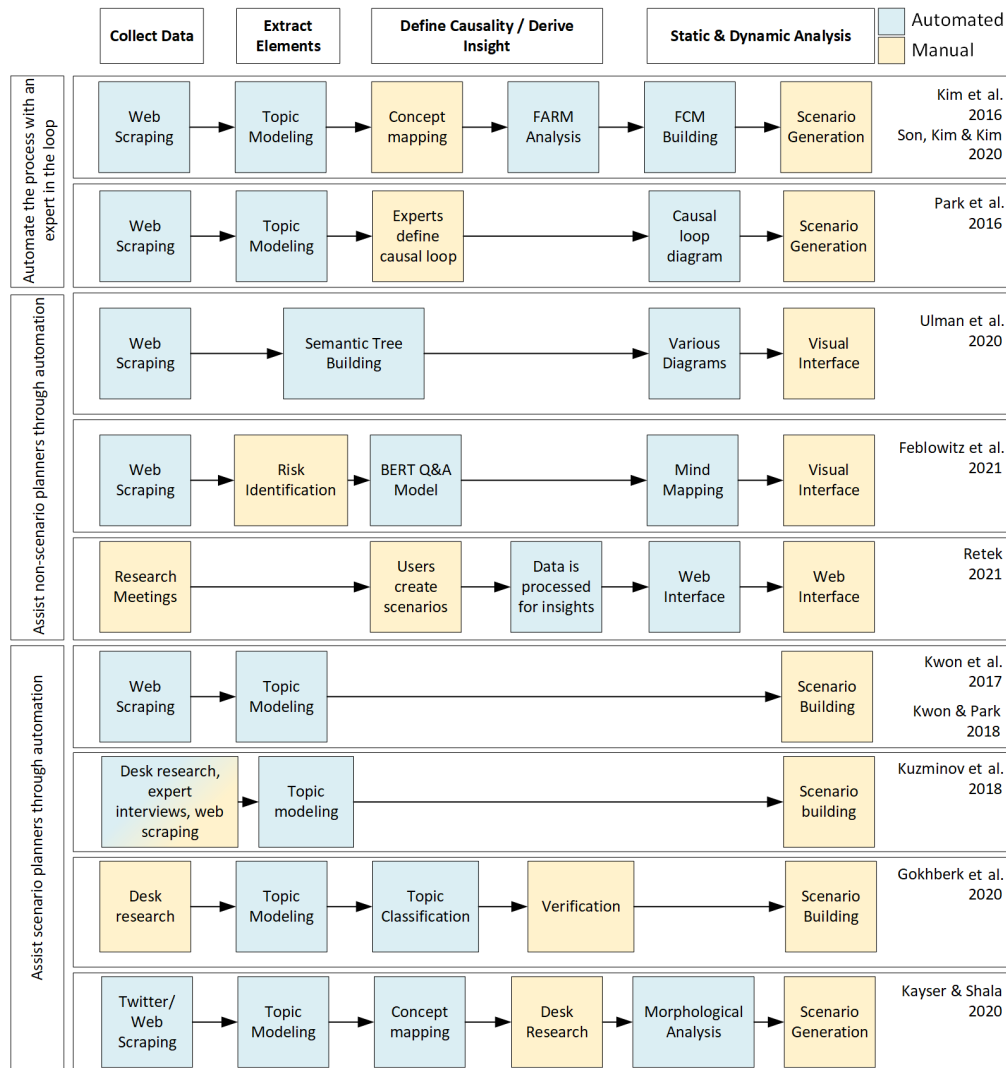 Collect Data
Extract
Elements
Define Causality / Derive
Insight
Static & Dynamic Analysis
Automated
Manual
Automate the process with an
expert in the loop
Web
Scraping
Topic
Modeling
Concept
mapping
FARM
Analysis
FCM
Building
Scenario
Generation
Kim et al.
2016
Son, Kim & Kim
2020
Web
Scraping
Topic
Modeling
Experts
define
causal loop
Causal
loop
diagram
Scenario
Generation
Park et al.
2016
Assist non-scenario planners through automation
Web
Scraping
Semantic Tree
Building
Various
Diagrams
Visual
Interface
Ulman et al.
2020
Web
Scraping
Risk
Identification
BERT Q&A
Model
Mind
Mapping
Visual
Interface
Feblowitz et al.
2021
Research
Meetings
Users
create
scenarios
Data is
processed
for insights
Web
Interface
Web
Interface
Retek
2021
Assist scenario planners through automation
Web
Scraping
Topic
Modeling
Scenario
Building
Kwon et al.
2017
Kwon & Park
2018
Desk research,
expert
interviews, web
scraping
Topic
modeling
Scenario
building
Kuzminov et al.
2018
Desk
research
Topic
Modeling
Topic
Classification
Verification
Scenario
Building
Gokhberk et al.
2020
Twitter/
Web
Scraping
Topic
Modeling
Concept
mapping
Desk
Research
Morphological
Analysis
Scenario
Generation
Kayser & Shala
2020